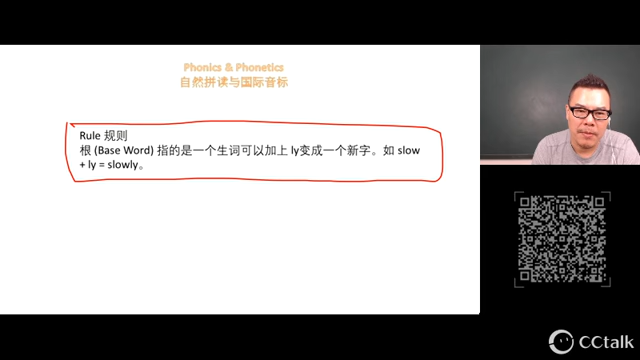 Phonics & Phonetics
自然拼读与国际音标
Rule 规则
根 (Base Word) 指的是一个生词可以加上 ly变成一个新字。如 slow
+ ly = slowly。
CCtalk